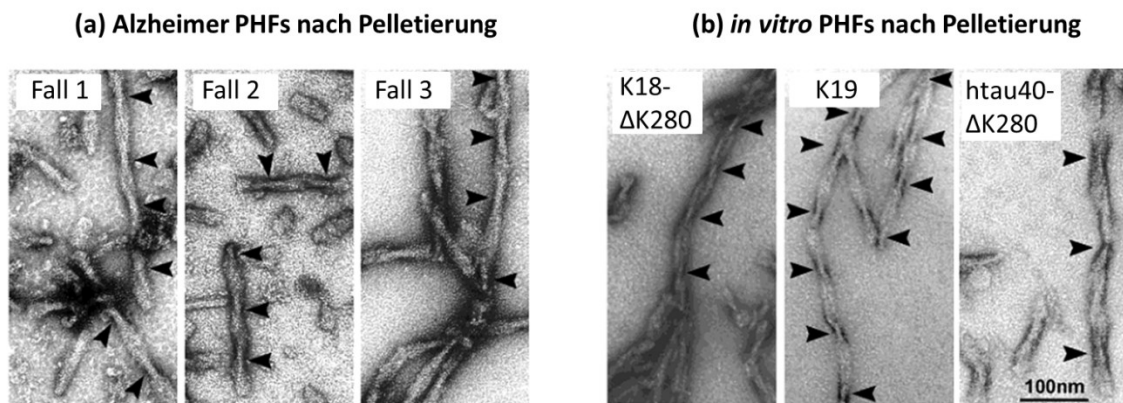 (a) Alzheimer PHFs nach Pelletierung
(b) in vitro PHFs nach Pelletierung
Fall 1
Fall 2
Fall 3
K18-
ΔK280
K19
htau40-
ΔK280
100nm